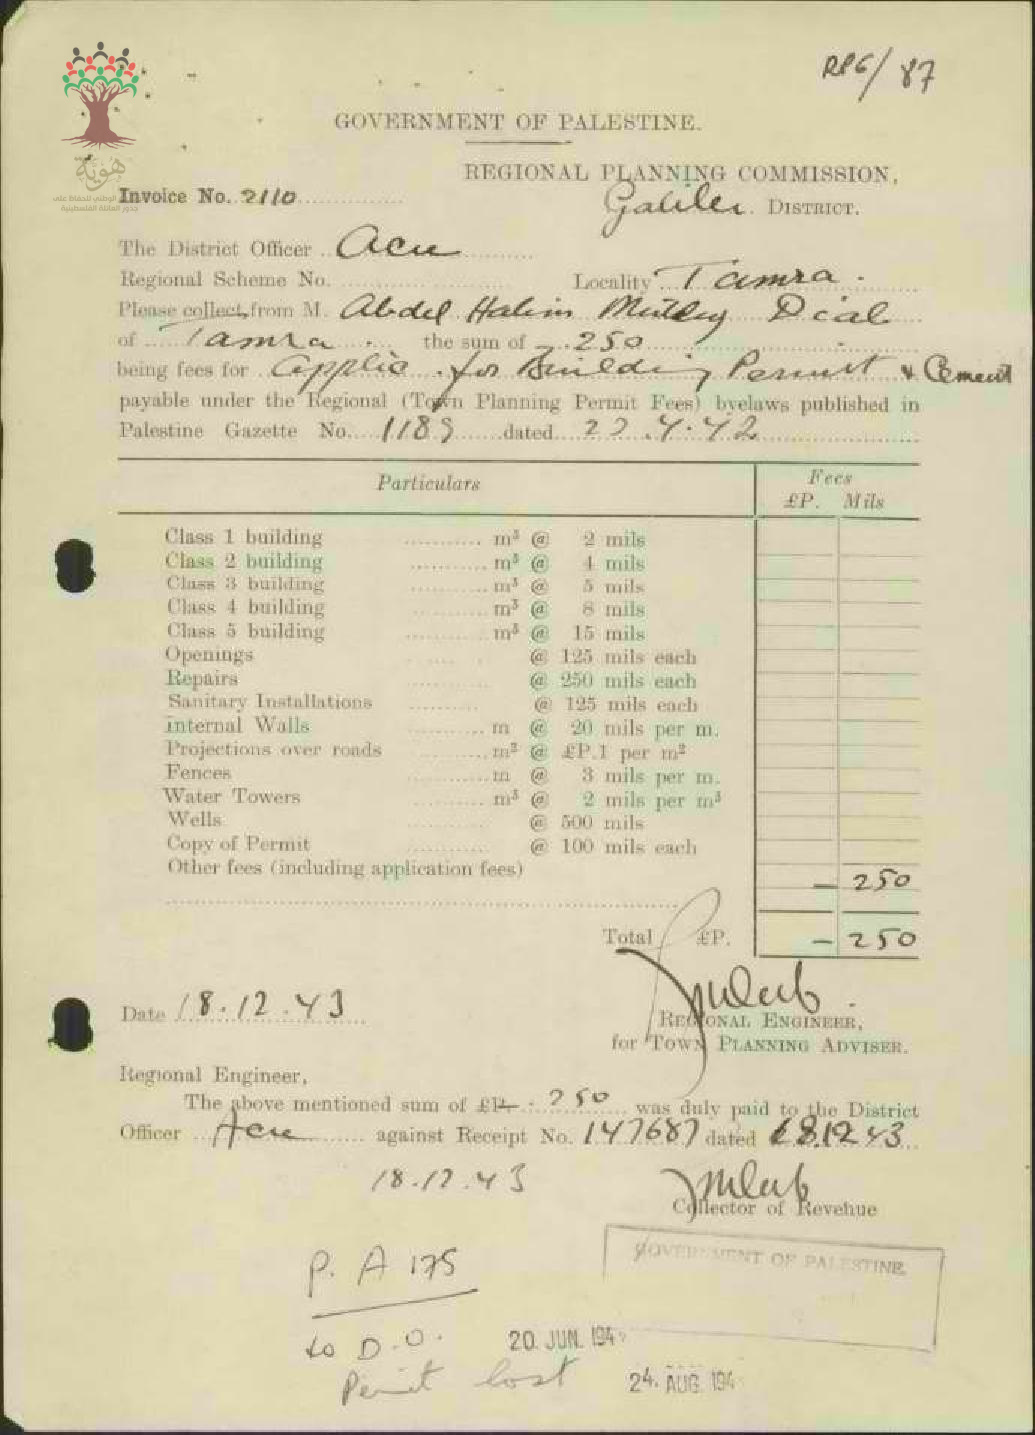 RP6/87
GOVERNMENT OF PALESTINE.
REGIONAL PLANNING COMMISSION,
هوية
Invoice No. 2110
Galilee DISTRICT.
The District Officer Acre
Regional Scheme No. Locality Tamra.
Please collect from M. Abdel Halim Diab
of Tamra the sum of - 250
being fees for applic. for Building Permit & Cement
payable under the Regional (Town Planning Permit Fees) byelaws published in
Palestine Gazette No. 1189 dated 22.4.42
Particulars Fees
£P. Mils
Class 1 building m³ @ 2 mils
Class 2 building m³ @ 4 mils
Class 3 building m³ @ 5 mils
Class 4 building m³ @ 8 mils
Class 5 building m³ @ 15 mils
Openings @ 125 mils each
Repairs @ 250 mils each
Sanitary Installations @ 125 mils each
Internal Walls m @ 20 mils per m.
Projections over roads m² @ £P.1 per m²
Fences m @ 3 mils per m.
Water Towers m³ @ 2 mils per m³
Wells @ 500 mils
Copy of Permit @ 100 mils each
Other fees (including application fees) - 250
Total £P. - 250
Date 18.12.43
REGIONAL ENGINEER,
for TOWN PLANNING ADVISER.
Regional Engineer,
The above mentioned sum of £P - 250 was duly paid to the District
Officer Acre against Receipt No. 147687 dated 18.12.43
18.12.43
Collector of Revenue
GOVERNMENT OF PALESTINE.
P. A 175
to D.O.
20. JUN. 194
Permit lost
24. AUG. 194